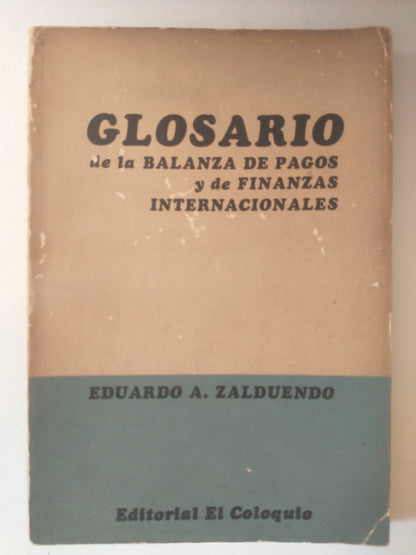 GLOSARIO
de la BALANZA DE PAGOS
y de FINANZAS
INTERNACIONALES
EDUARDO A. ZALDUENDO
Editorial El Coloquio